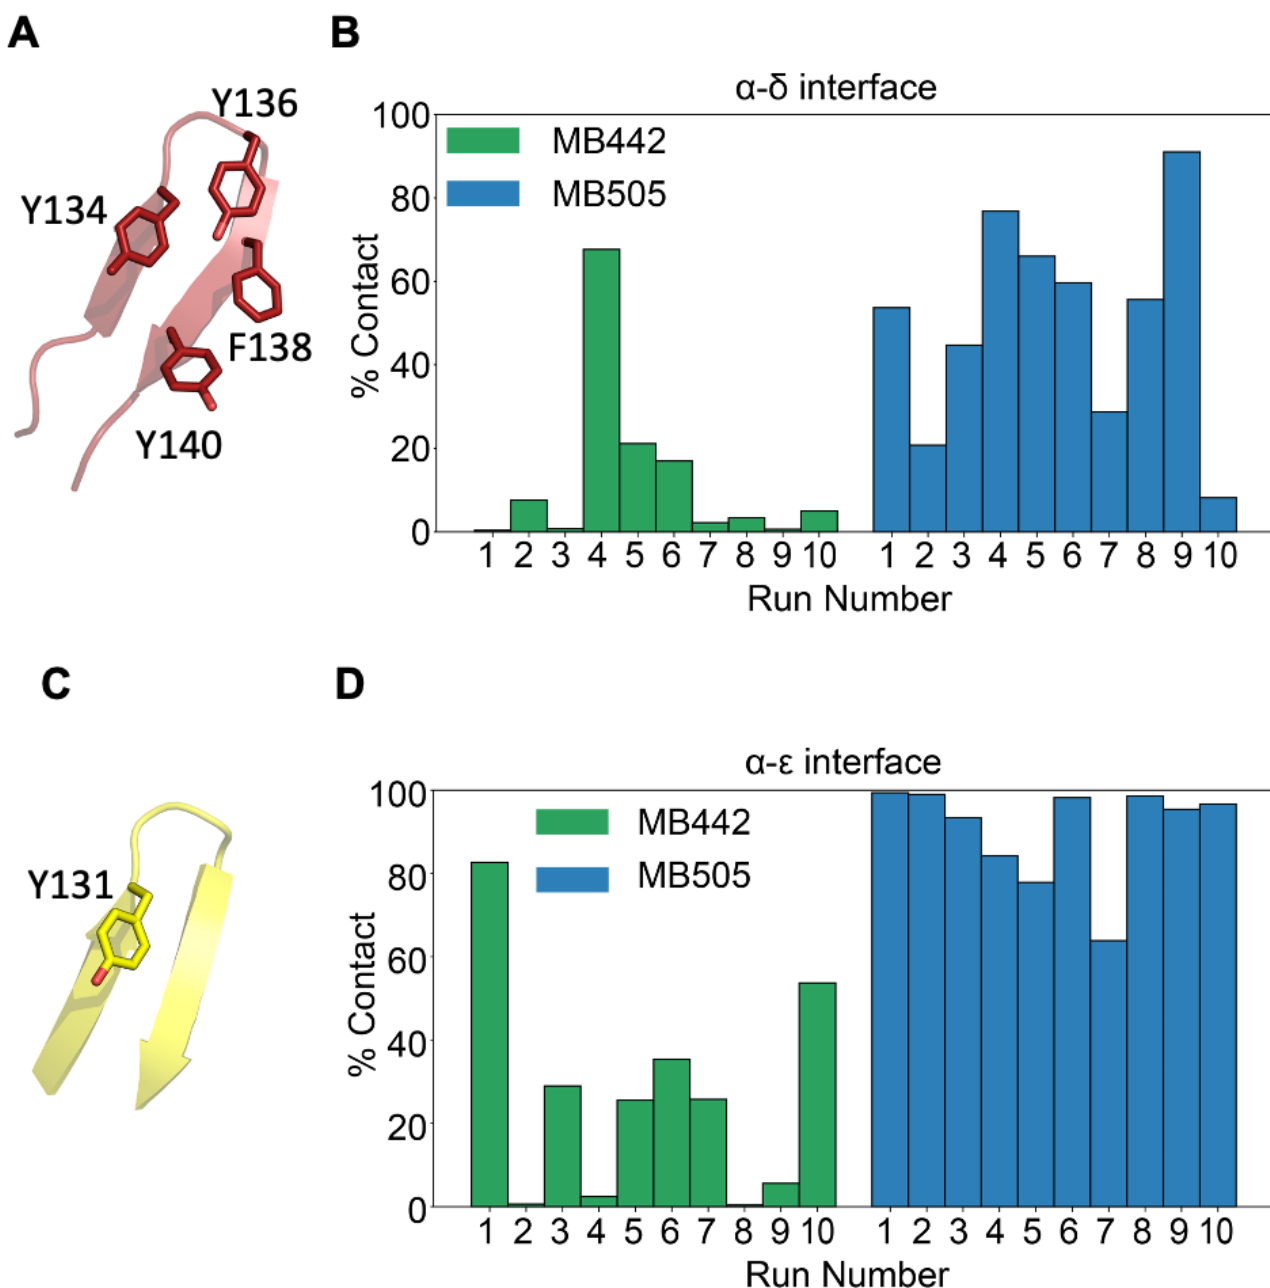 A
Y136
Y134
F138
Y140
B
α-δ interface
MB442
MB505
% Contact
100
80
60
40
20
0
1 2 3 4 5 6 7 8 9 10 1 2 3 4 5 6 7 8 9 10
Run Number
C
Y131
D
α-ε interface
MB442
MB505
% Contact
100
80
60
40
20
0
1 2 3 4 5 6 7 8 9 10 1 2 3 4 5 6 7 8 9 10
Run Number